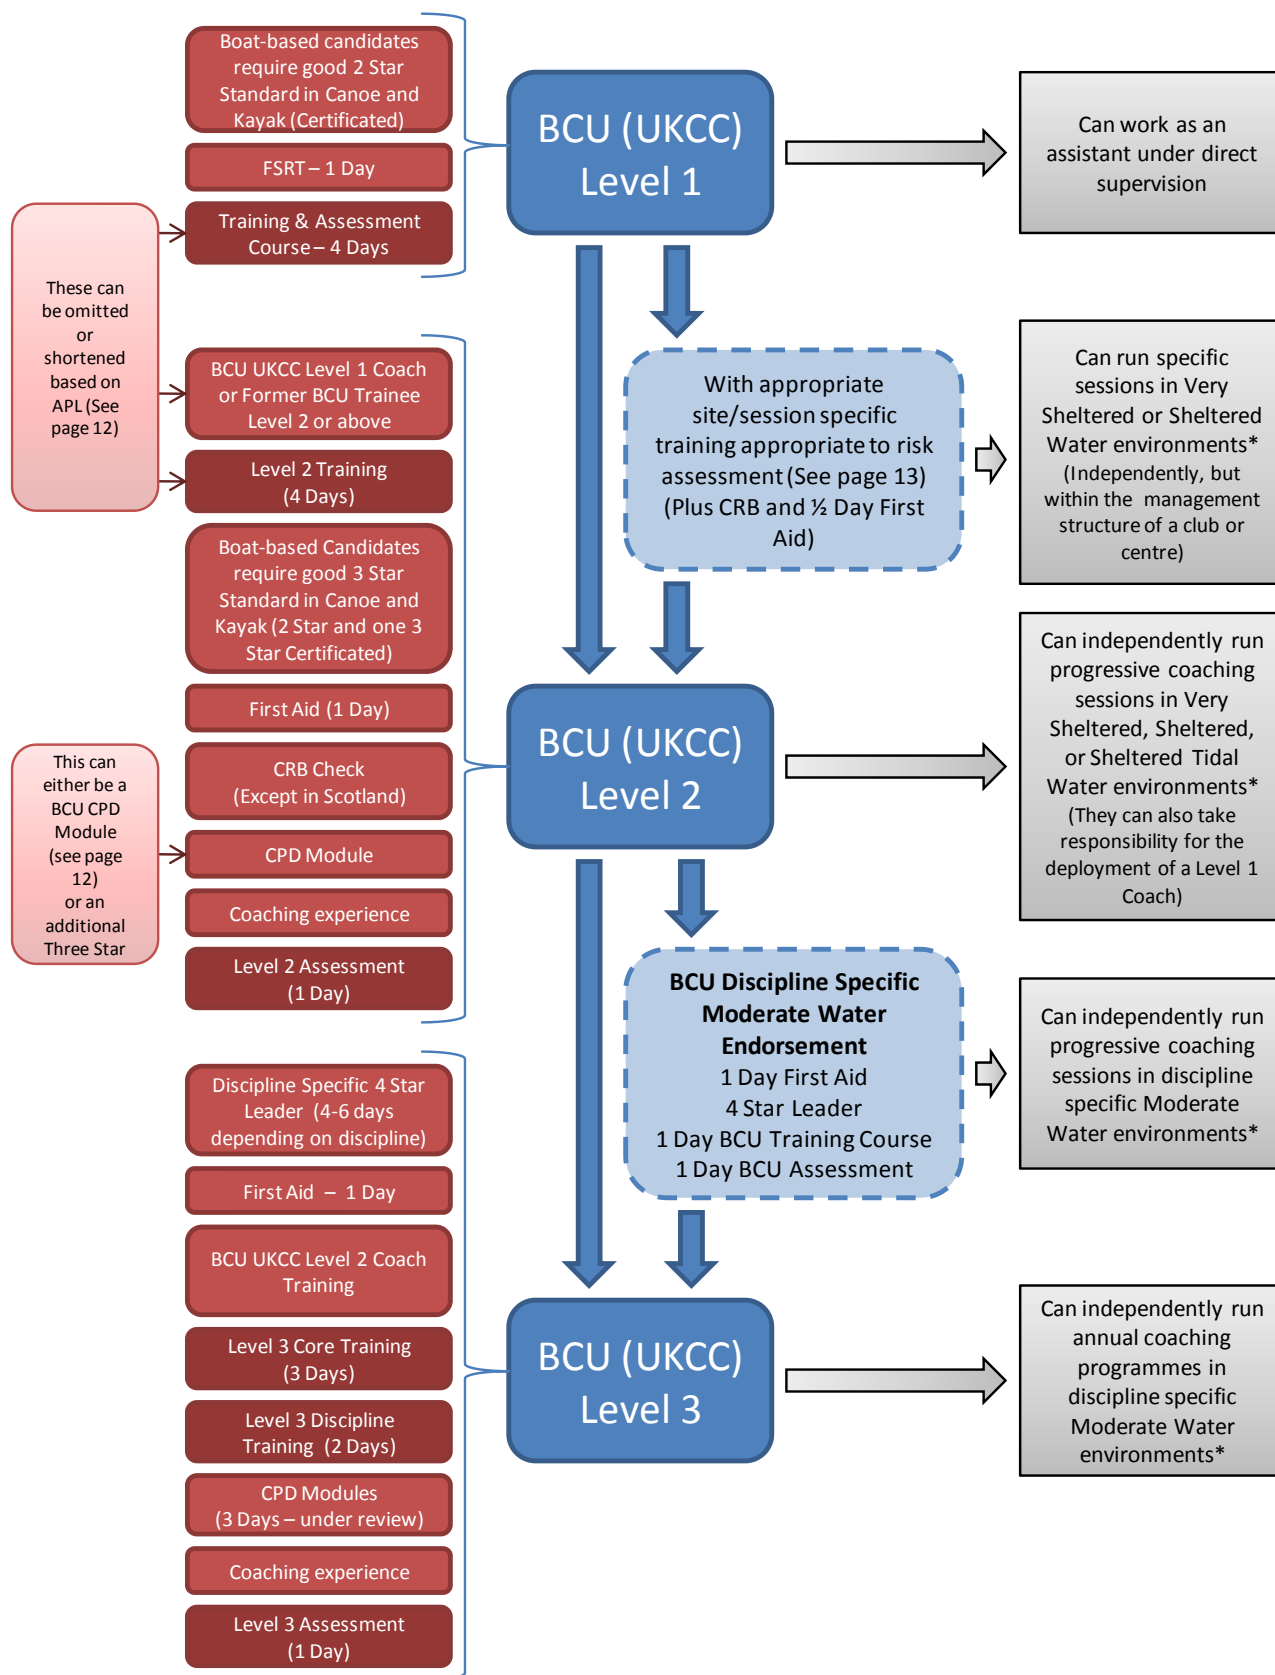 Boat-based candidates
require good 2 Star
Standard in Canoe and
Kayak (Certificated)
FSRT – 1 Day
Training & Assessment
Course – 4 Days
BCU (UKCC)
Level 1
Can work as an
assistant under direct
supervision
These can
be omitted
or
shortened
based on
APL (See
page 12)
BCU UKCC Level 1 Coach
or Former BCU Trainee
Level 2 or above
Level 2 Training
(4 Days)
Boat-based Candidates
require good 3 Star
Standard in Canoe and
Kayak (2 Star and one 3
Star Certificated)
First Aid (1 Day)
CRB Check
(Except in Scotland)
CPD Module
Coaching experience
Level 2 Assessment
(1 Day)
This can
either be a
BCU CPD
Module
(see page
12)
or an
additional
Three Star
With appropriate
site/session specific
training appropriate to risk
assessment (See page 13)
(Plus CRB and ½ Day First
Aid)
Can run specific
sessions in Very
Sheltered or Sheltered
Water environments*
(Independently, but
within the management
structure of a club or
centre)
BCU (UKCC)
Level 2
Can independently run
progressive coaching
sessions in Very
Sheltered, Sheltered,
or Sheltered Tidal
Water environments*
(They can also take
responsibility for the
deployment of a Level 1
Coach)
BCU Discipline Specific
Moderate Water
Endorsement
1 Day First Aid
4 Star Leader
1 Day BCU Training Course
1 Day BCU Assessment
Can independently run
progressive coaching
sessions in discipline
specific Moderate
Water environments*
Discipline Specific 4 Star
Leader (4-6 days
depending on discipline)
First Aid – 1 Day
BCU UKCC Level 2 Coach
Training
Level 3 Core Training
(3 Days)
Level 3 Discipline
Training (2 Days)
CPD Modules
(3 Days – under review)
Coaching experience
Level 3 Assessment
(1 Day)
BCU (UKCC)
Level 3
Can independently run
annual coaching
programmes in
discipline specific
Moderate Water
environments*